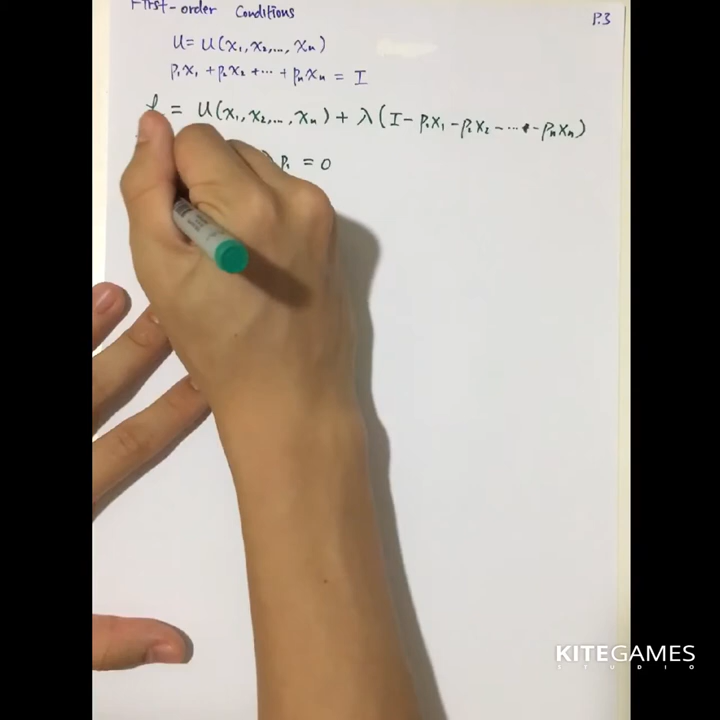 First-order Conditions
P.3
U = U(x₁, x₂, ..., xₙ)
p₁x₁ + p₂x₂ + ··· + pₙxₙ = I
ℒ = U(x₁, x₂, ..., xₙ) + λ(I - p₁x₁ - p₂x₂ - ···· - pₙxₙ)
p₁ = 0
KITEGAMES
STUDIO